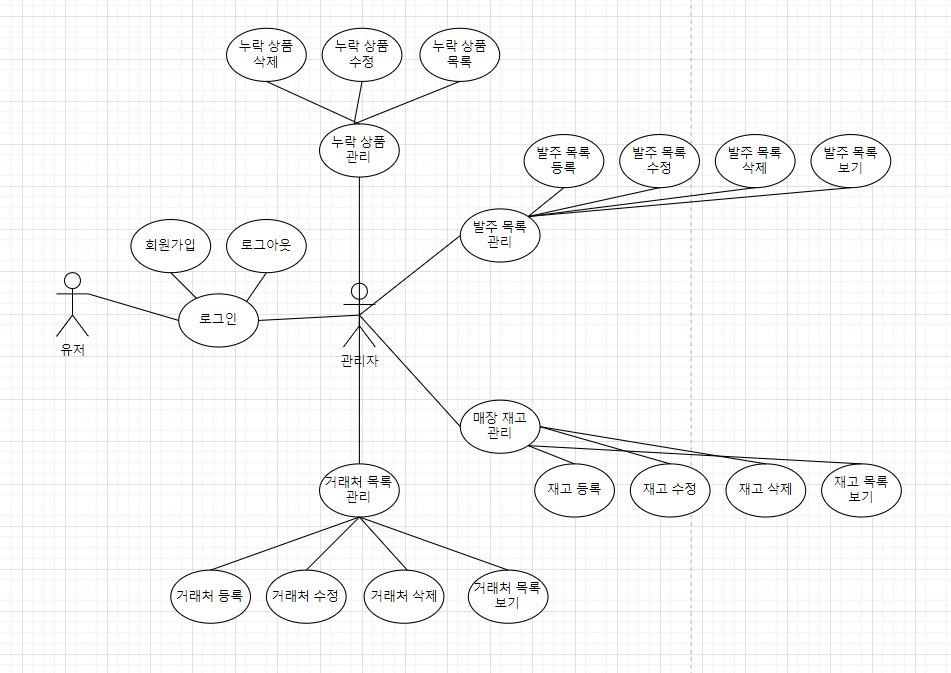 누락 상품
삭제
누락 상품
수정
누락 상품
목록
누락 상품
관리
발주 목록
등록
발주 목록
수정
발주 목록
삭제
발주 목록
보기
발주 목록
관리
회원가입
로그아웃
로그인
유저
관리자
매장 재고
관리
재고 등록
재고 수정
재고 삭제
재고 목록
보기
거래처 목록
관리
거래처 등록
거래처 수정
거래처 삭제
거래처 목록
보기